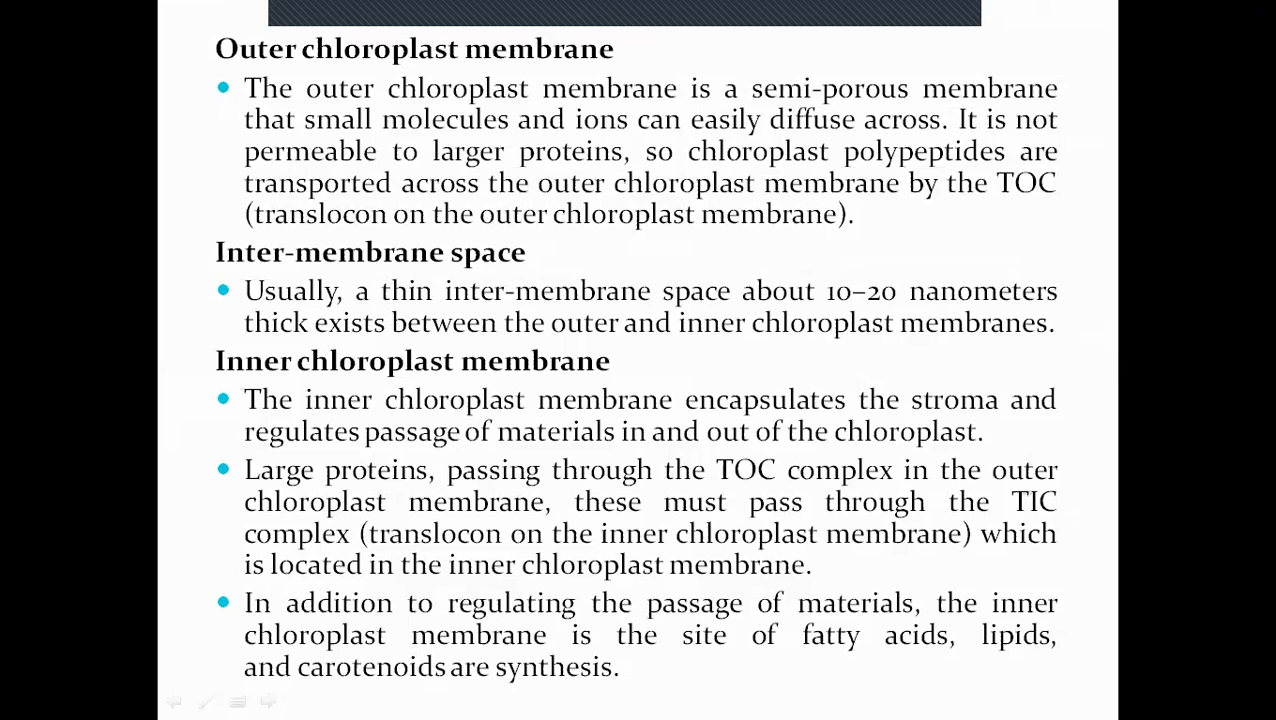 Outer chloroplast membrane
• The outer chloroplast membrane is a semi-porous membrane
that small molecules and ions can easily diffuse across. It is not
permeable to larger proteins, so chloroplast polypeptides are
transported across the outer chloroplast membrane by the TOC
(translocon on the outer chloroplast membrane).
Inter-membrane space
• Usually, a thin inter-membrane space about 10–20 nanometers
thick exists between the outer and inner chloroplast membranes.
Inner chloroplast membrane
• The inner chloroplast membrane encapsulates the stroma and
regulates passage of materials in and out of the chloroplast.
• Large proteins, passing through the TOC complex in the outer
chloroplast membrane, these must pass through the TIC
complex (translocon on the inner chloroplast membrane) which
is located in the inner chloroplast membrane.
• In addition to regulating the passage of materials, the inner
chloroplast membrane is the site of fatty acids, lipids,
and carotenoids are synthesis.